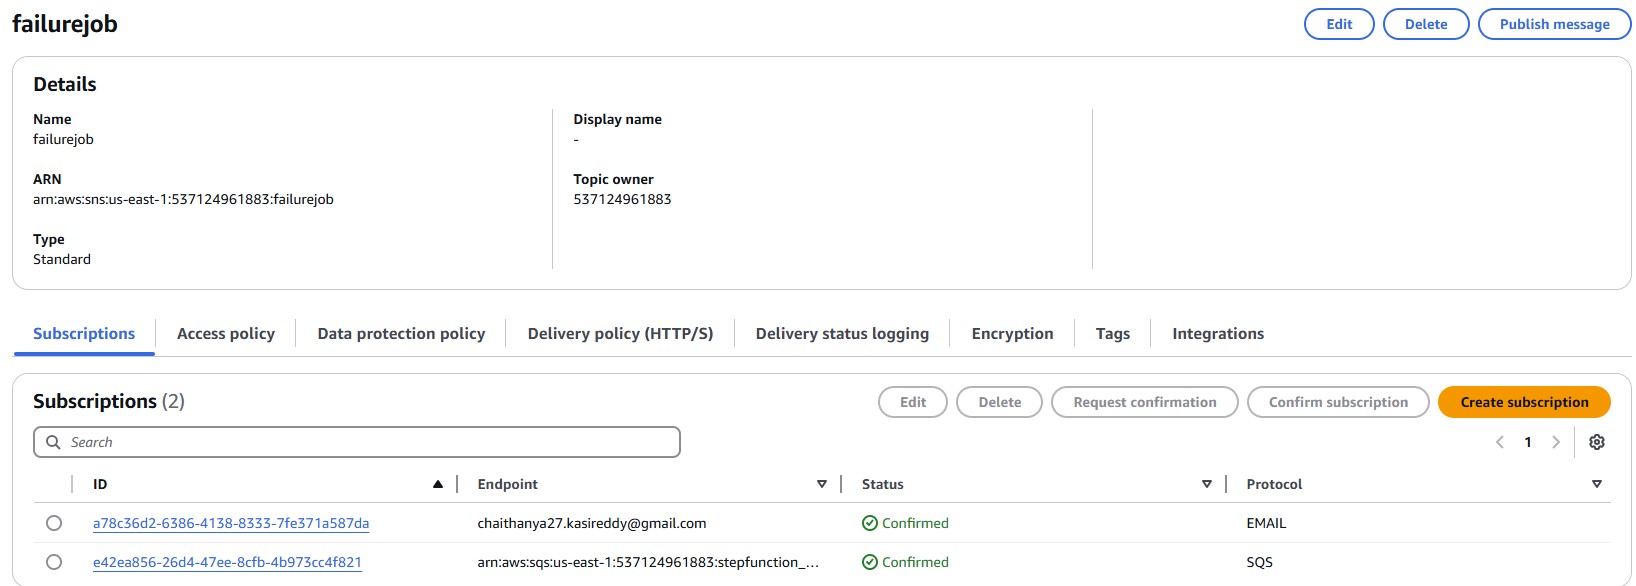 failurejob
Edit
Delete
Publish message
Details
Name
failurejob
Display name
-
ARN
arn:aws:sns:us-east-1:537124961883:failurejob
Topic owner
537124961883
Type
Standard
Subscriptions
Access policy
Data protection policy
Delivery policy (HTTP/S)
Delivery status logging
Encryption
Tags
Integrations
Subscriptions (2)
Edit
Delete
Request confirmation
Confirm subscription
Create subscription
Search
1
ID
Endpoint
Status
Protocol
a78c36d2-6386-4138-8333-7fe371a587da
chaithanya27.kasireddy@gmail.com
Confirmed
EMAIL
e42ea856-26d4-47ee-8cfb-4b973cc4f821
arn:aws:sqs:us-east-1:537124961883:stepfunction_...
Confirmed
SQS